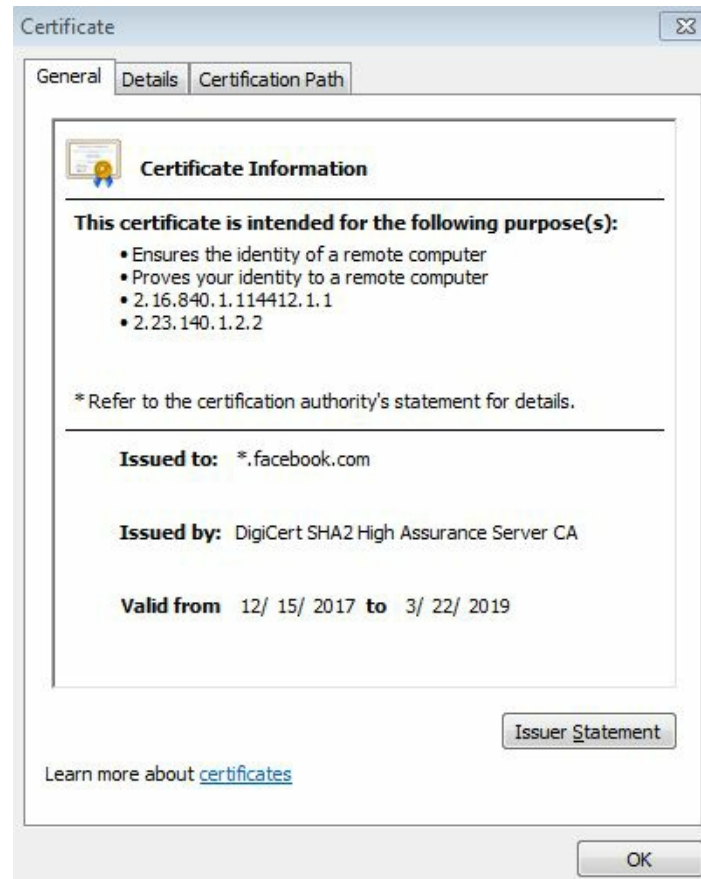 Certificate
General Details Certification Path
Certificate Information
This certificate is intended for the following purpose(s):
• Ensures the identity of a remote computer
• Proves your identity to a remote computer
• 2.16.840.1.114412.1.1
• 2.23.140.1.2.2
* Refer to the certification authority's statement for details.
Issued to: *.facebook.com
Issued by: DigiCert SHA2 High Assurance Server CA
Valid from 12/ 15/ 2017 to 3/ 22/ 2019
Issuer Statement
Learn more about certificates
OK